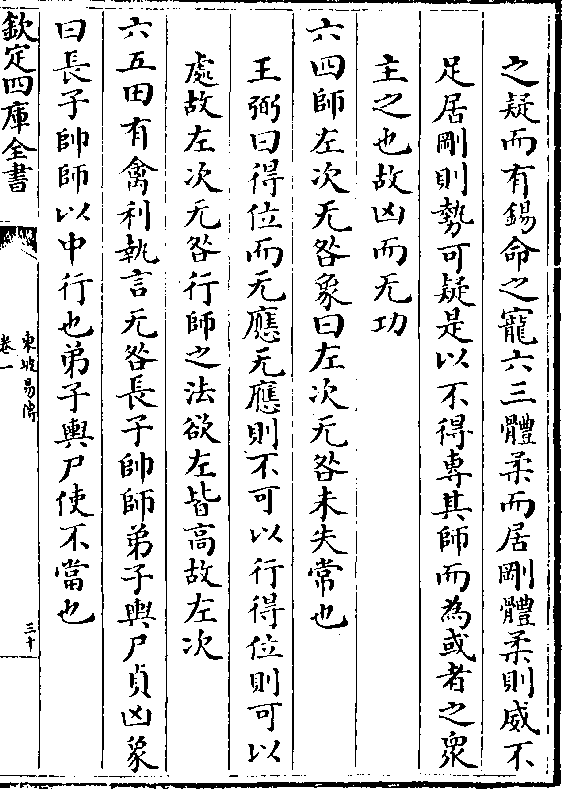 之疑而有錫命之寵六三體柔而居剛體柔則威不
足居剛則勢可疑是以不得專其師而為或者之衆
主之也故凶而无功
六四師左次无咎象曰左次无咎未失常也
王弼曰得位而无應无應則不可以行得位則可以
處故左次无咎行師之法欲左皆高故左次
六五田有禽利執言无咎長子帥師弟子輿尸貞凶象
曰長子帥師以中行也弟子輿尸使不當也
欽定四庫全書
東坡易傳
卷一
三十